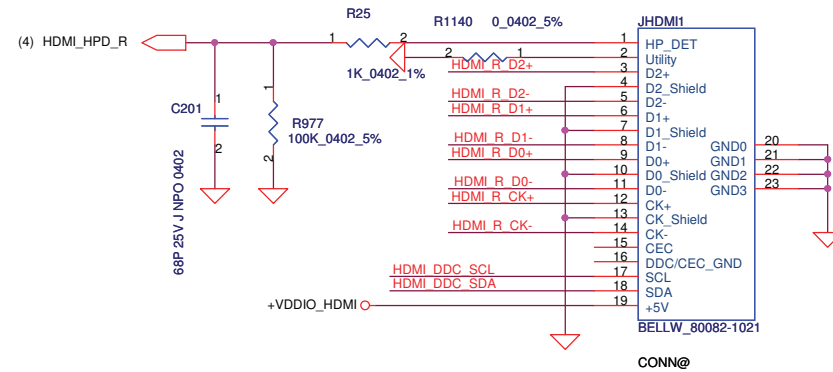 R25
R1140 0_0402_5%
JHDMI1
(4) HDMI_HPD_R
1 2
1 HP_DET
2 1
2 Utility
1K_0402_1%
HDMI_R_D2+ 3 D2+
4 D2_Shield
HDMI_R_D2- 5 D2-
HDMI_R_D1+ 6 D1+
7 D1_Shield
HDMI_R_D1- 8 D1-
HDMI_R_D0+ 9 D0+
10 D0_Shield
HDMI_R_D0- 11 D0-
HDMI_R_CK+ 12 CK+
13 CK_Shield
HDMI_R_CK- 14 CK-
15 CEC
16 DDC/CEC_GND
HDMI_DDC_SCL 17 SCL
HDMI_DDC_SDA 18 SDA
+VDDIO_HDMI 19 +5V
GND0 20
GND1 21
GND2 22
GND3 23
C201
1
2
68P 25V J NPO 0402
1
R977
100K_0402_5%
2
BELLW_80082-1021
CONN@